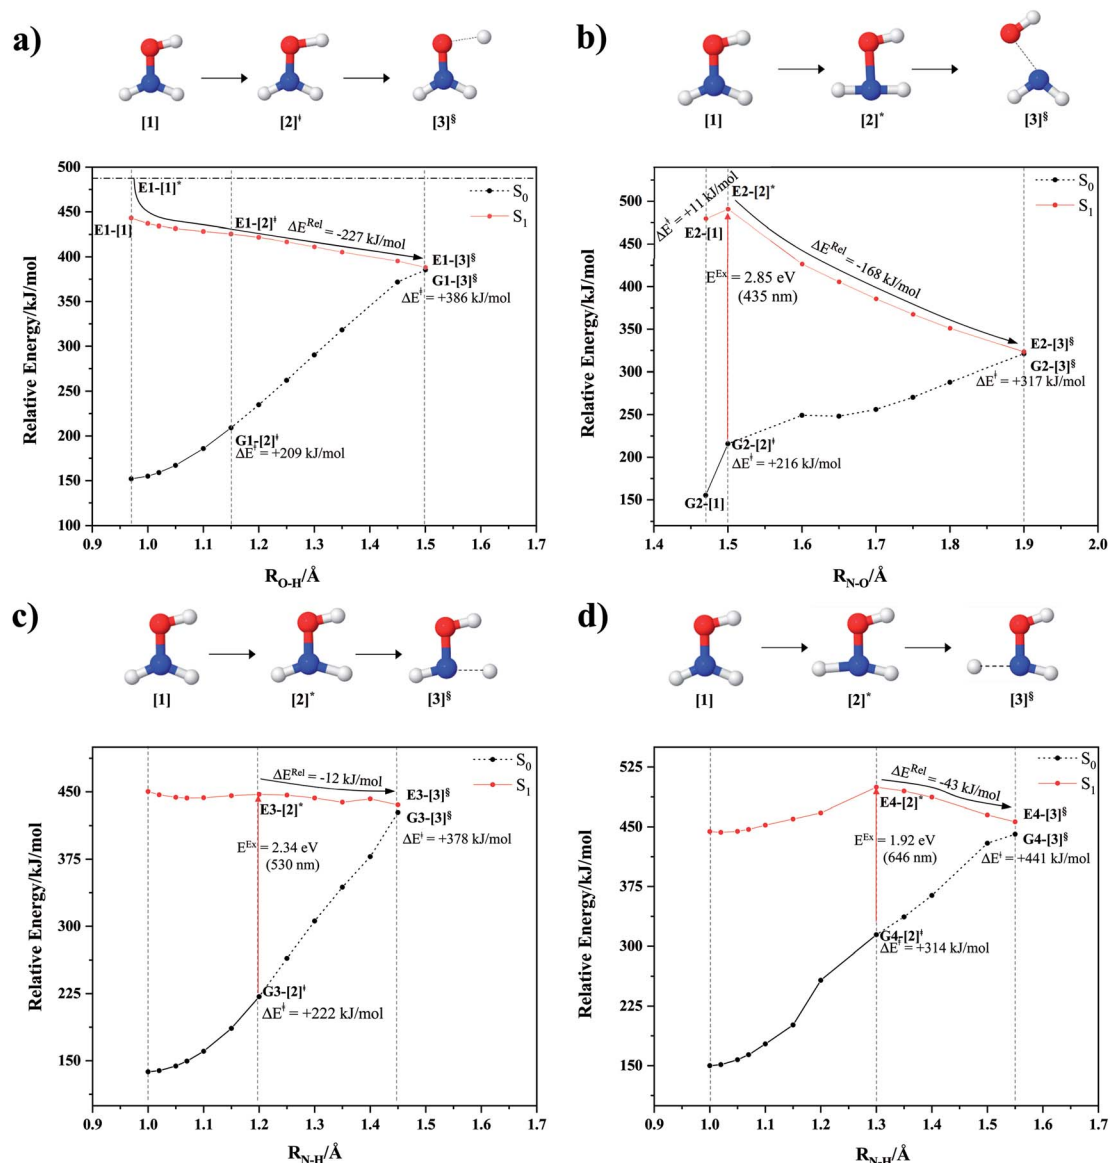 a)
[1]
[2]ǂ
[3]§
500
450
400
350
300
250
200
150
100
Relative Energy/kJ/mol
S0
S1
E1-[1]*
E1-[1]
E1-[2]ǂ
ΔE^Rel = -227 kJ/mol
E1-[3]§
G1-[3]§
ΔEǂ = +386 kJ/mol
G1-[2]ǂ
ΔEǂ = +209 kJ/mol
0.9 1.0 1.1 1.2 1.3 1.4 1.5 1.6 1.7
R_O-H/Å
b)
[1]
[2]*
[3]§
500
450
400
350
300
250
200
150
Relative Energy/kJ/mol
S0
S1
ΔEǂ = +11 kJ/mol
E2-[2]*
E2-[1]
ΔE^Rel = -168 kJ/mol
E^Ex = 2.85 eV
(435 nm)
E2-[3]§
G2-[3]§
ΔEǂ = +317 kJ/mol
G2-[2]ǂ
ΔEǂ = +216 kJ/mol
G2-[1]
1.4 1.5 1.6 1.7 1.8 1.9 2.0
R_N-O/Å
c)
[1]
[2]*
[3]§
450
375
300
225
150
Relative Energy/kJ/mol
S0
S1
ΔE^Rel = -12 kJ/mol
E3-[2]*
E3-[3]§
G3-[3]§
ΔEǂ = +378 kJ/mol
E^Ex = 2.34 eV
(530 nm)
G3-[2]ǂ
ΔEǂ = +222 kJ/mol
0.9 1.0 1.1 1.2 1.3 1.4 1.5 1.6 1.7
R_N-H/Å
d)
[1]
[2]*
[3]§
525
450
375
300
225
150
Relative Energy/kJ/mol
S0
S1
ΔE^Rel = -43 kJ/mol
E4-[2]*
E4-[3]§
G4-[3]§
ΔEǂ = +441 kJ/mol
E^Ex = 1.92 eV
(646 nm)
G4-[2]ǂ
ΔEǂ = +314 kJ/mol
0.9 1.0 1.1 1.2 1.3 1.4 1.5 1.6 1.7
R_N-H/Å